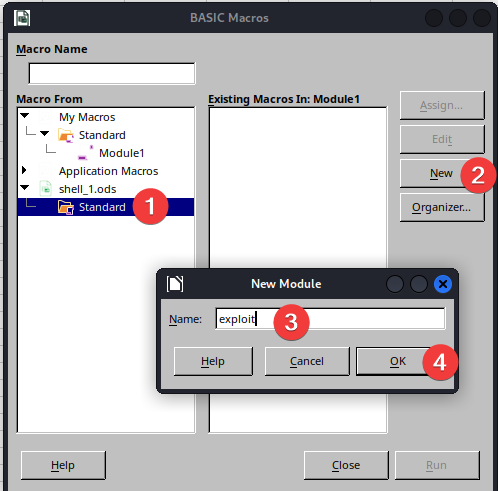 BASIC Macros
Macro Name
Macro From
Existing Macros In: Module1
My Macros
Standard
Module1
Application Macros
shell_1.ods
Standard
1
Assign...
Edit
New
2
Organizer...
New Module
Name:
exploit
3
Help
Cancel
OK
4
Help
Close
Run